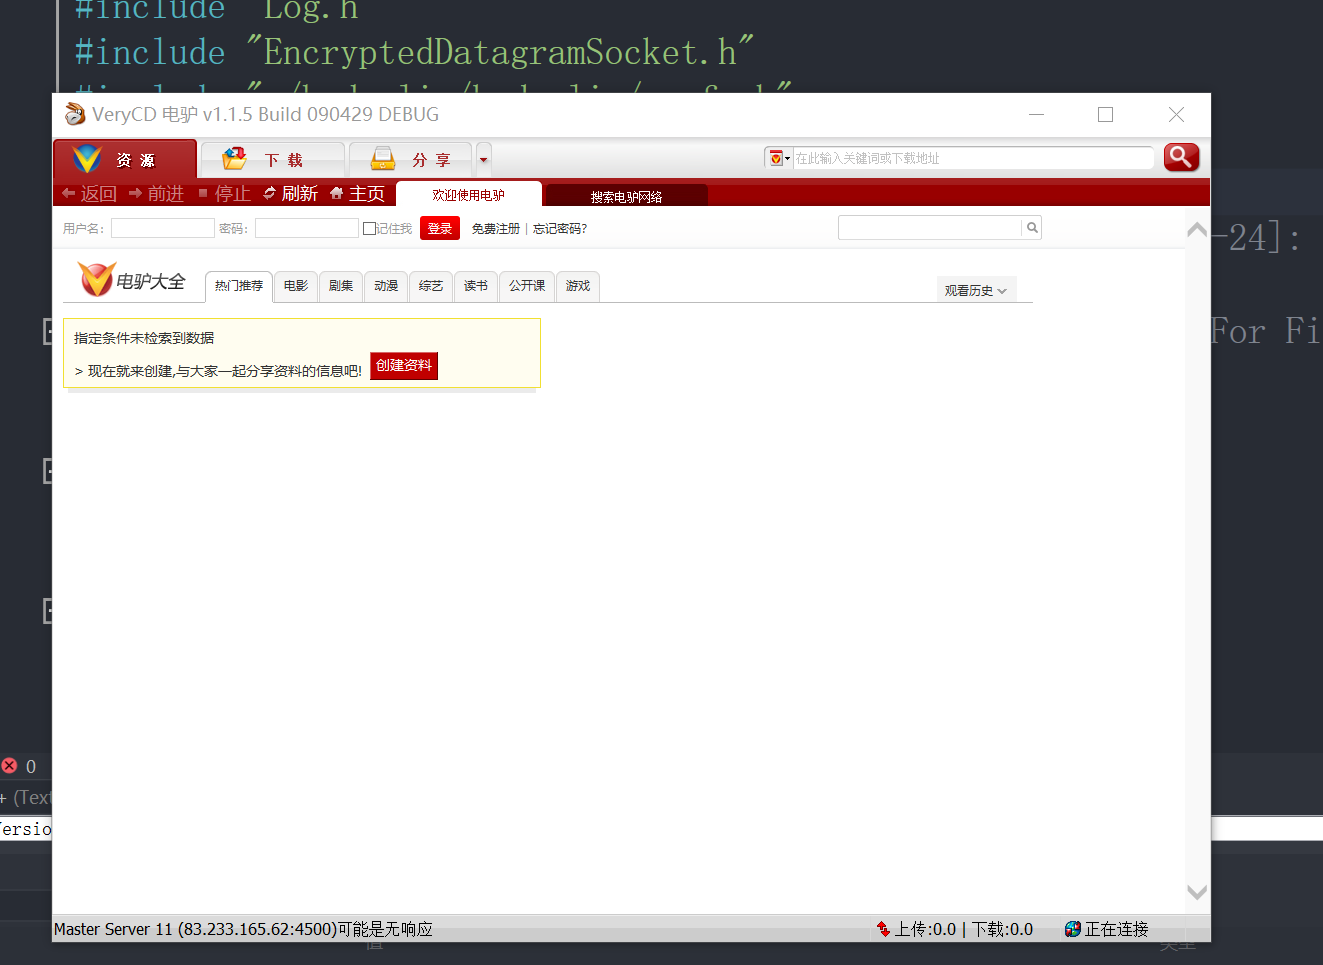 #include "Log.h
#include "EncryptedDatagramSocket.h"
VeryCD 电驴 v1.1.5 Build 090429 DEBUG
资源 下载 分享 在此输入关键词或下载地址
返回 前进 停止 刷新 主页 欢迎使用电驴 搜索电驴网络
用户名: 密码: 记住我 登录 免费注册 | 忘记密码?
-24]:
电驴大全 热门推荐 电影 剧集 动漫 综艺 读书 公开课 游戏 观看历史
指定条件未检索到数据
For Fi
> 现在就来创建,与大家一起分享资料的信息吧! 创建资料
0
+ (Text
Versio
Master Server 11 (83.233.165.62:4500)可能是无响应 上传:0.0 | 下载:0.0 正在连接
值 类型